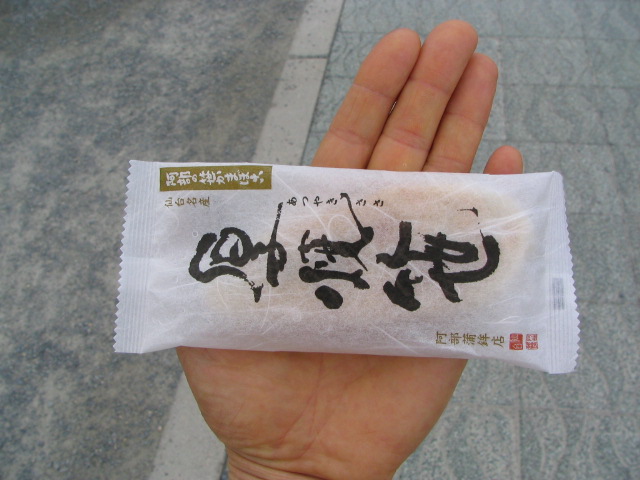 阿部の笹かまぼこ
仙台名産
あつやきささ
厚焼笹
阿部蒲鉾店